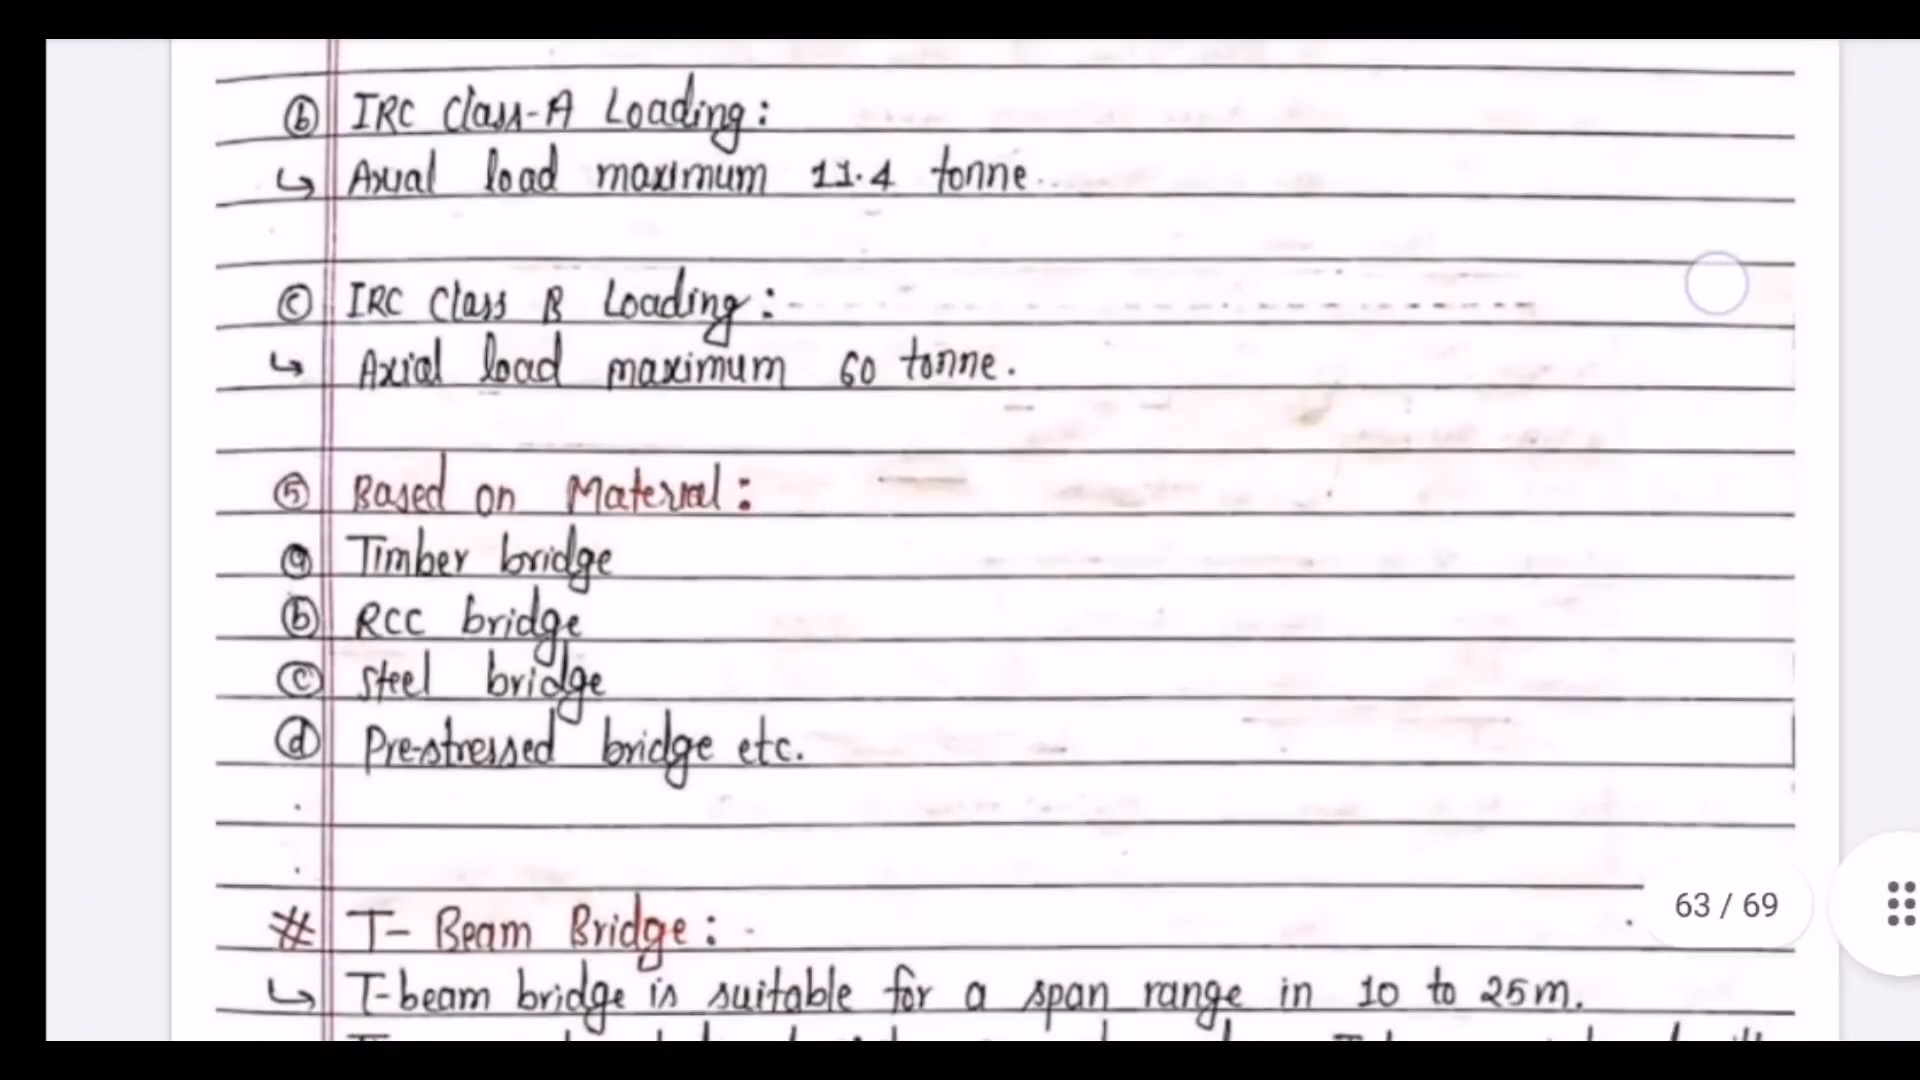 ⓑ IRC Class-A Loading:
↳ Axial load maximum 11.4 tonne.
ⓒ IRC Class B Loading:
↳ Axial load maximum 60 tonne.
⑤ Based on Material:
ⓐ Timber bridge
ⓑ RCC bridge
ⓒ Steel bridge
ⓓ Pre-stressed bridge etc.
# T- Beam Bridge:
↳ T-beam bridge is suitable for a span range in 10 to 25m.
63 / 69